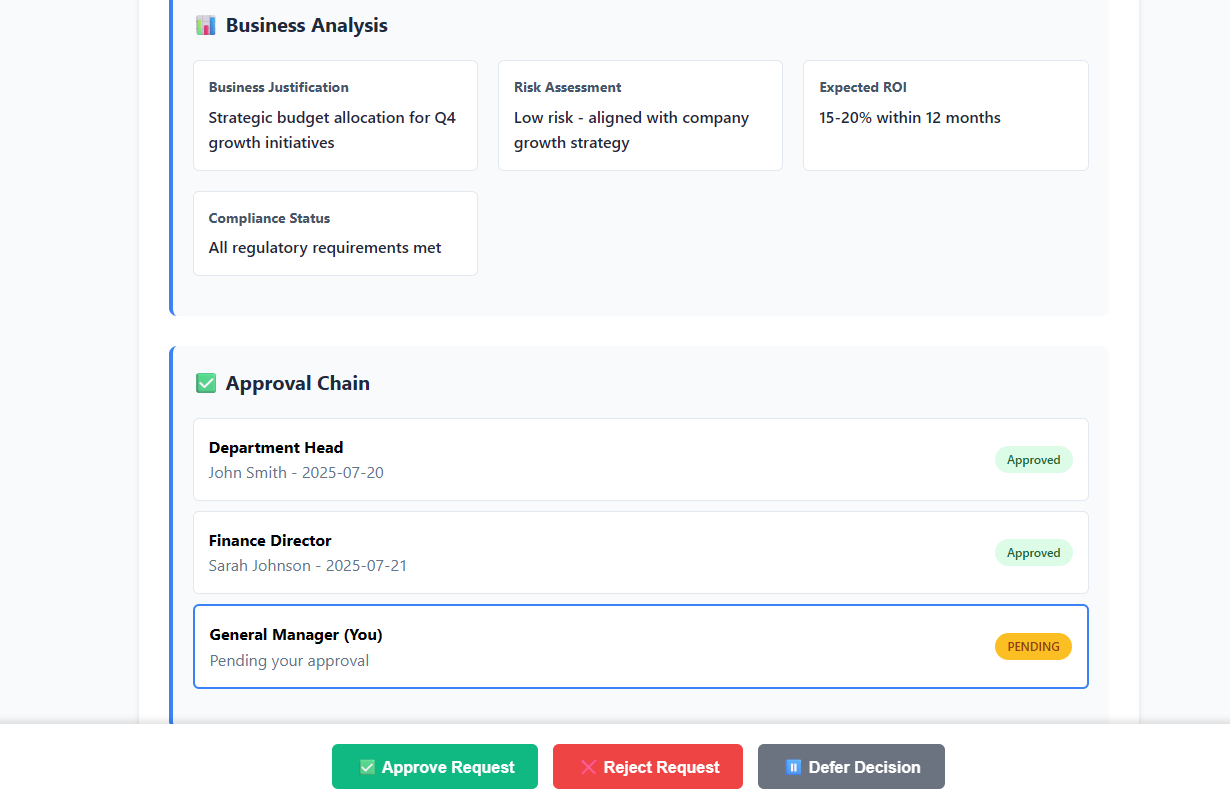 Business Analysis
Business Justification
Strategic budget allocation for Q4
growth initiatives
Risk Assessment
Low risk - aligned with company
growth strategy
Expected ROI
15-20% within 12 months
Compliance Status
All regulatory requirements met
Approval Chain
Department Head
John Smith - 2025-07-20
Approved
Finance Director
Sarah Johnson - 2025-07-21
Approved
General Manager (You)
Pending your approval
PENDING
Approve Request
Reject Request
Defer Decision